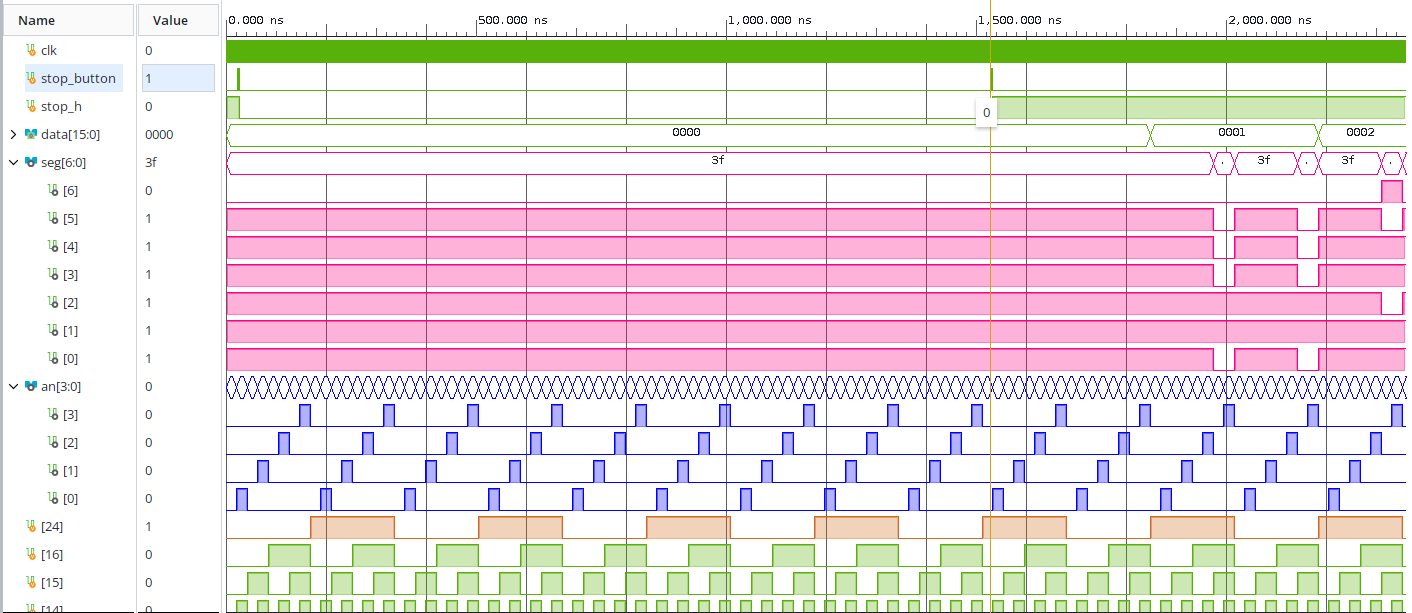 Name Value 0.000 ns 500.000 ns 1,000.000 ns 1,500.000 ns 2,000.000 ns
clk 0
stop_button 1
stop_h 0
0
data[15:0] 0000 0000 0001 0002
seg[6:0] 3f 3f . 3f . 3f .
[6] 0
[5] 1
[4] 1
[3] 1
[2] 1
[1] 1
[0] 1
an[3:0] 0
[3] 0
[2] 0
[1] 0
[0] 0
[24] 1
[16] 0
[15] 0
[14] 0